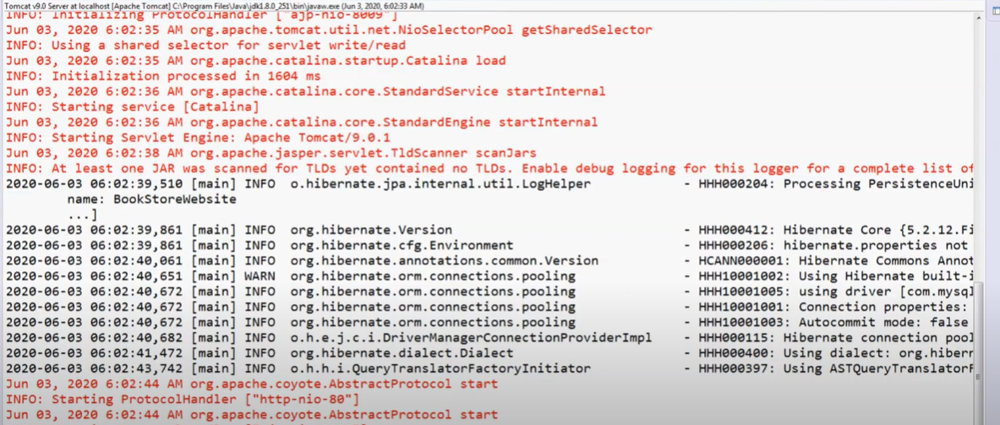 Tomcat v9.0 Server at localhost [Apache Tomcat] C:\Program Files\Java\jdk1.8.0_251\bin\javaw.exe (Jun 3, 2020, 6:02:33 AM)
INFO: Initializing ProtocolHandler ["ajp-nio-8009"]
Jun 03, 2020 6:02:35 AM org.apache.tomcat.util.net.NioSelectorPool getSharedSelector
INFO: Using a shared selector for servlet write/read
Jun 03, 2020 6:02:35 AM org.apache.catalina.startup.Catalina load
INFO: Initialization processed in 1604 ms
Jun 03, 2020 6:02:36 AM org.apache.catalina.core.StandardService startInternal
INFO: Starting service [Catalina]
Jun 03, 2020 6:02:36 AM org.apache.catalina.core.StandardEngine startInternal
INFO: Starting Servlet Engine: Apache Tomcat/9.0.1
Jun 03, 2020 6:02:38 AM org.apache.jasper.servlet.TldScanner scanJars
INFO: At least one JAR was scanned for TLDs yet contained no TLDs. Enable debug logging for this logger for a complete list of
2020-06-03 06:02:39,510 [main] INFO  o.hibernate.jpa.internal.util.LogHelper - HHH000204: Processing PersistenceUni
name: BookStoreWebsite
...]
2020-06-03 06:02:39,861 [main] INFO  org.hibernate.Version - HHH000412: Hibernate Core {5.2.12.Fi
2020-06-03 06:02:39,861 [main] INFO  org.hibernate.cfg.Environment - HHH000206: hibernate.properties not
2020-06-03 06:02:40,061 [main] INFO  org.hibernate.annotations.common.Version - HCANN000001: Hibernate Commons Annot
2020-06-03 06:02:40,651 [main] WARN  org.hibernate.orm.connections.pooling - HHH10001002: Using Hibernate built-i
2020-06-03 06:02:40,672 [main] INFO  org.hibernate.orm.connections.pooling - HHH10001005: using driver [com.mysql
2020-06-03 06:02:40,672 [main] INFO  org.hibernate.orm.connections.pooling - HHH10001001: Connection properties:
2020-06-03 06:02:40,672 [main] INFO  org.hibernate.orm.connections.pooling - HHH10001003: Autocommit mode: false
2020-06-03 06:02:40,682 [main] INFO  o.h.e.j.c.i.DriverManagerConnectionProviderImpl - HHH000115: Hibernate connection pool
2020-06-03 06:02:41,472 [main] INFO  org.hibernate.dialect.Dialect - HHH000400: Using dialect: org.hibern
2020-06-03 06:02:43,742 [main] INFO  o.h.h.i.QueryTranslatorFactoryInitiator - HHH000397: Using ASTQueryTranslatorF
Jun 03, 2020 6:02:44 AM org.apache.coyote.AbstractProtocol start
INFO: Starting ProtocolHandler ["http-nio-80"]
Jun 03, 2020 6:02:44 AM org.apache.coyote.AbstractProtocol start